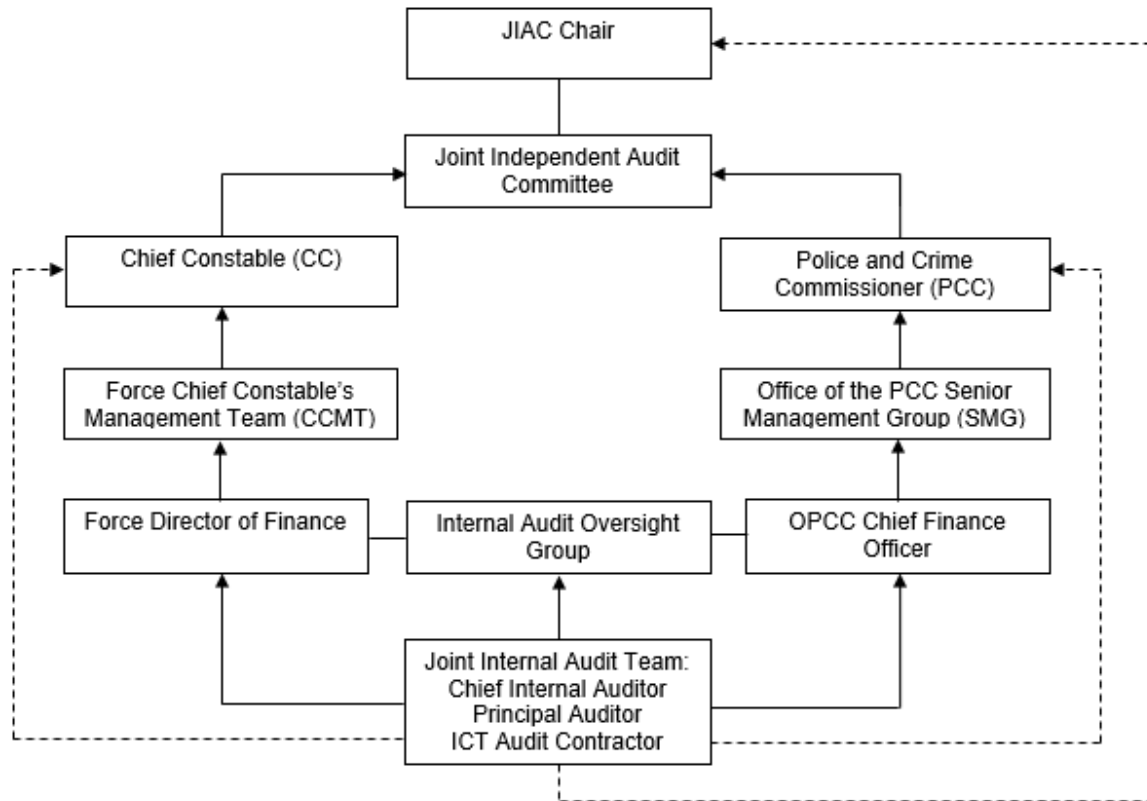 JIAC Chair
Joint Independent Audit
Committee
Chief Constable (CC)
Police and Crime
Commissioner (PCC)
Force Chief Constable’s
Management Team (CCMT)
Office of the PCC Senior
Management Group (SMG)
Force Director of Finance
Internal Audit Oversight
Group
OPCC Chief Finance
Officer
Joint Internal Audit Team:
Chief Internal Auditor
Principal Auditor
ICT Audit Contractor